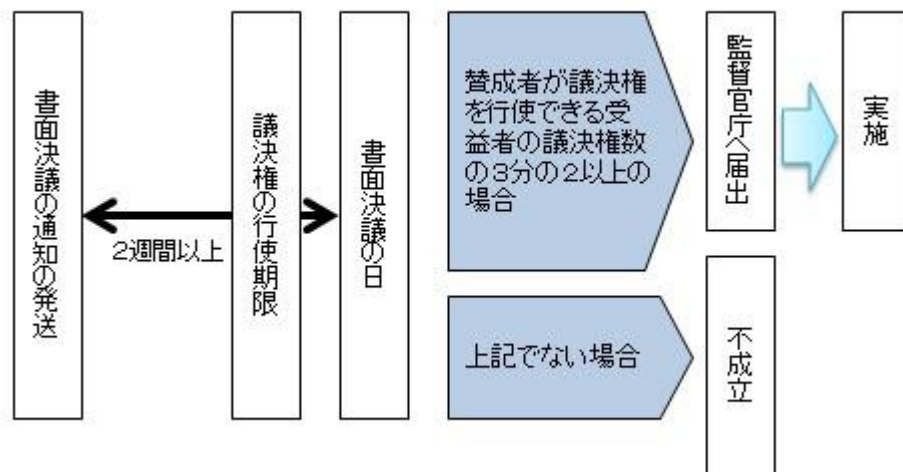 書面決議の通知の発送
2週間以上
議決権の行使期限
書面決議の日
賛成者が議決権
を行使できる受
益者の議決権数
の3分の2以上の
場合
監督官庁へ届出
実施
上記でない場合
不成立